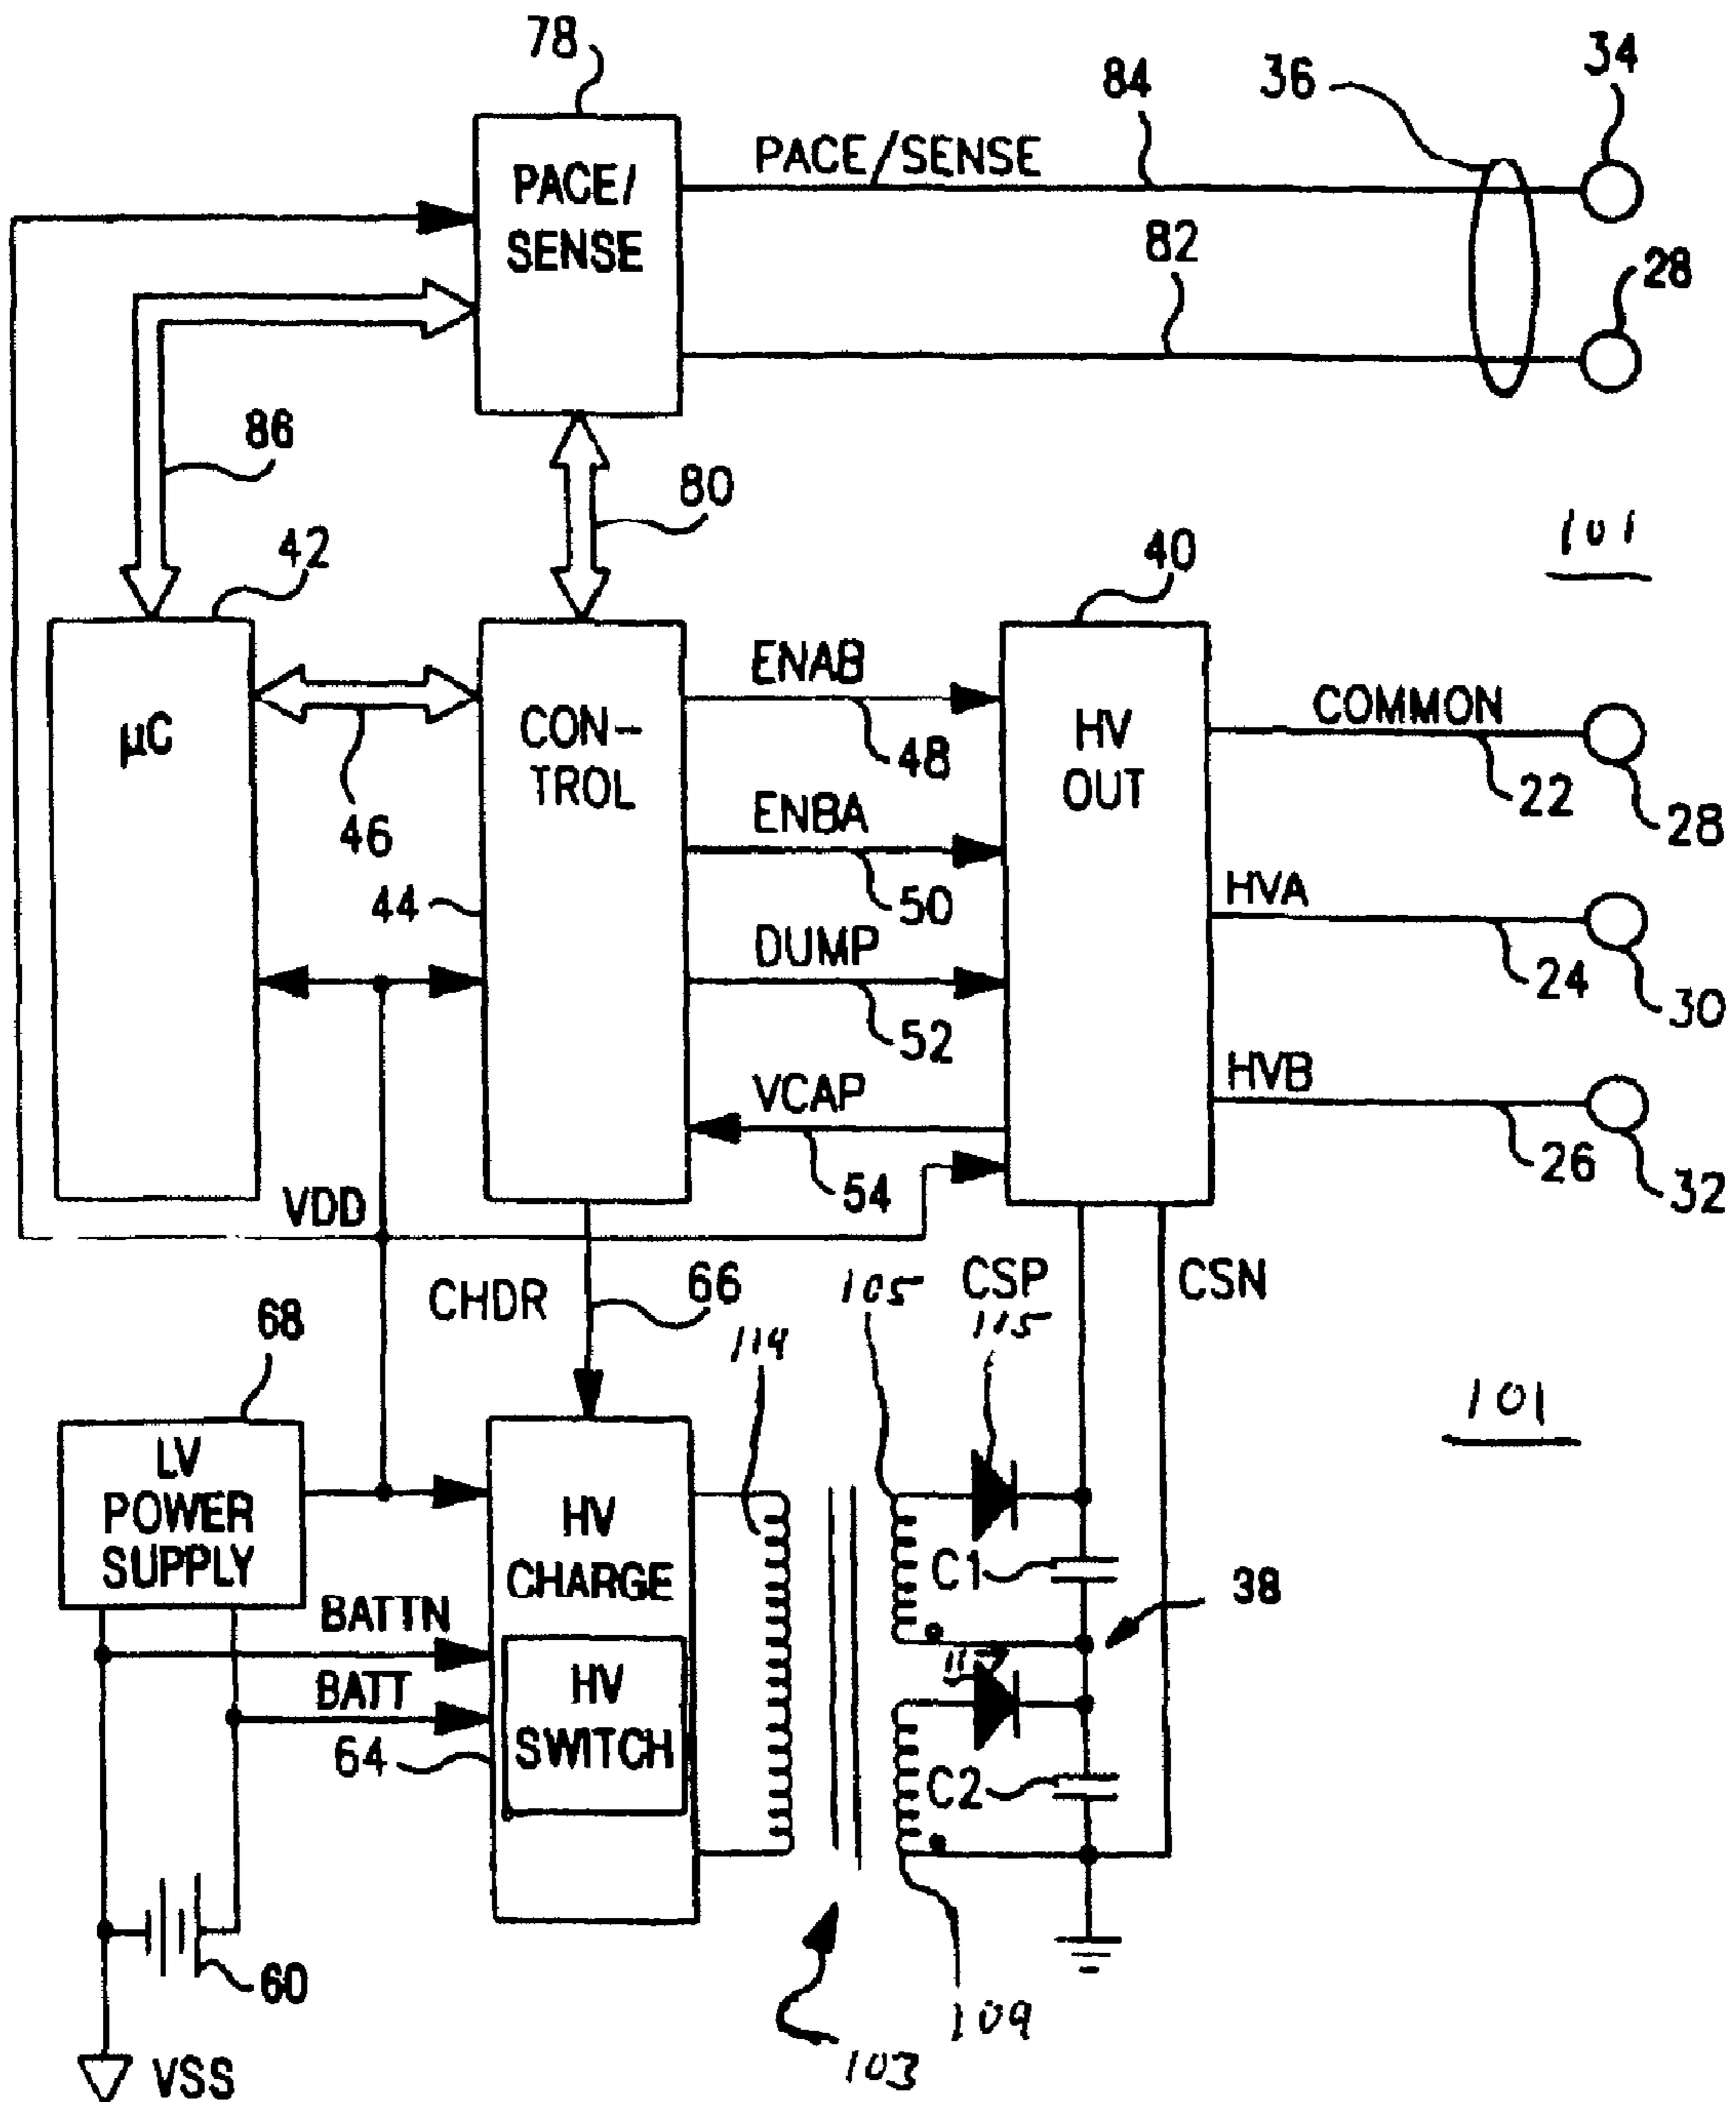 78
34
84
36
PACE/
SENSE
PACE/SENSE
82
28
86
80
42
40
101
µC
CON-
TROL
ENAB
48
HV
OUT
COMMON
22
28
46
ENBA
50
44
HVA
24
30
DUMP
52
HVB
VCAP
54
26
32
VDD
CHDR
66
105
CSP
115
CSN
68
114
101
LV
POWER
SUPPLY
HV
CHARGE
C1
38
BATTN
BATT
64
HV
SWITCH
C2
60
109
103
VSS